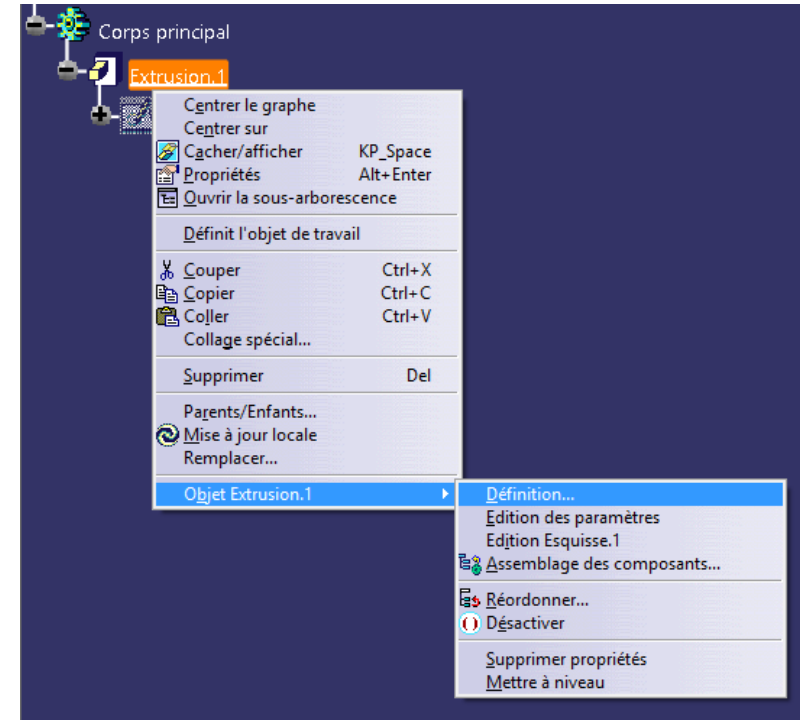 Corps principal
Extrusion.1
Centrer le graphe
Centrer sur
Cacher/afficher KP_Space
Propriétés Alt+Enter
Ouvrir la sous-arborescence
Définit l'objet de travail
Couper Ctrl+X
Copier Ctrl+C
Coller Ctrl+V
Collage spécial...
Supprimer Del
Parents/Enfants...
Mise à jour locale
Remplacer...
Objet Extrusion.1
Définition...
Edition des paramètres
Edition Esquisse.1
Assemblage des composants...
Réordonner...
Désactiver
Supprimer propriétés
Mettre à niveau